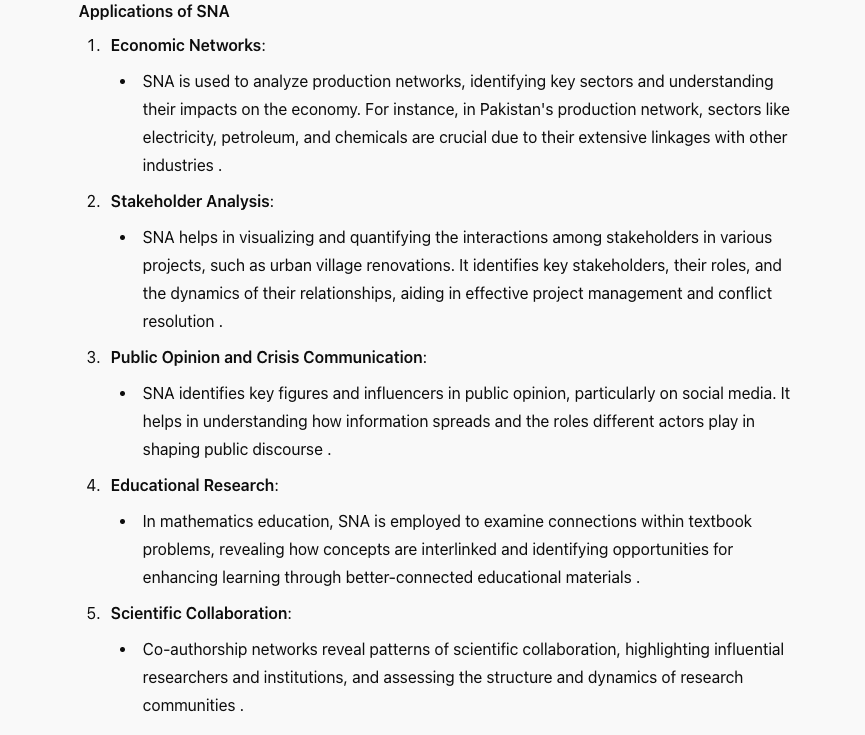 Applications of SNA
1. Economic Networks:
• SNA is used to analyze production networks, identifying key sectors and understanding
their impacts on the economy. For instance, in Pakistan's production network, sectors like
electricity, petroleum, and chemicals are crucial due to their extensive linkages with other
industries .
2. Stakeholder Analysis:
• SNA helps in visualizing and quantifying the interactions among stakeholders in various
projects, such as urban village renovations. It identifies key stakeholders, their roles, and
the dynamics of their relationships, aiding in effective project management and conflict
resolution .
3. Public Opinion and Crisis Communication:
• SNA identifies key figures and influencers in public opinion, particularly on social media. It
helps in understanding how information spreads and the roles different actors play in
shaping public discourse .
4. Educational Research:
• In mathematics education, SNA is employed to examine connections within textbook
problems, revealing how concepts are interlinked and identifying opportunities for
enhancing learning through better-connected educational materials .
5. Scientific Collaboration:
• Co-authorship networks reveal patterns of scientific collaboration, highlighting influential
researchers and institutions, and assessing the structure and dynamics of research
communities .